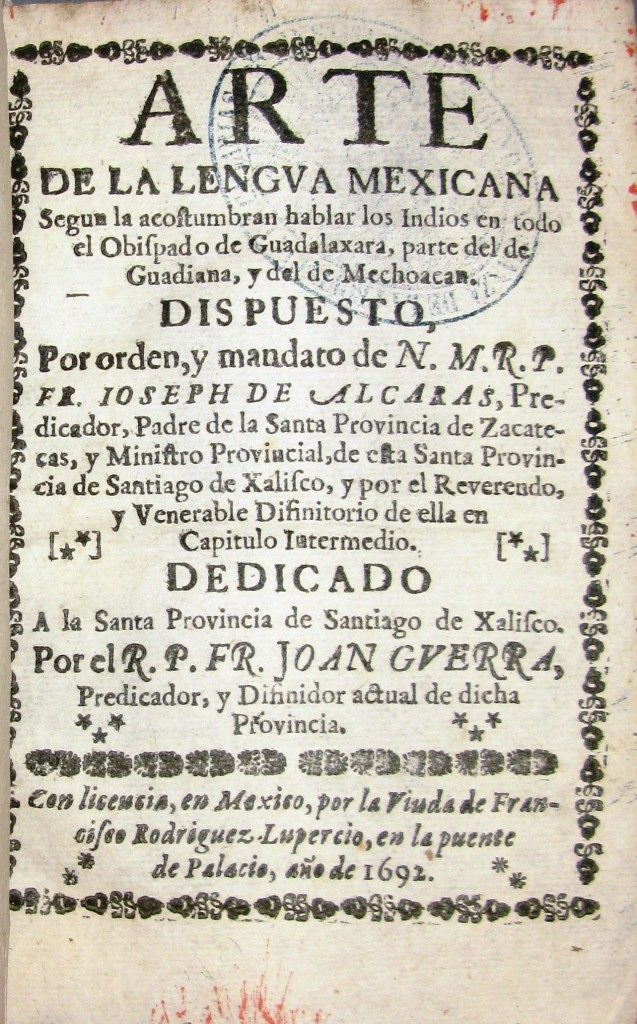 ARTE
DE LA LENGVA MEXICANA
Segun la acoſtumbran hablar los Indios en todo
el Obiſpado de Guadalaxara, parte del de
Guadiana, y del de Mechoacan.
DISPUESTO,
Por orden, y mandato de N. M. R. P.
FR. IOSEPH DE ALCARAS, Pre-
dicador, Padre de la Santa Provincia de Zacate-
cas, y Miniſtro Provincial, de eſta Santa Provin-
cia de Santiago de Xaliſco, y por el Reverendo,
y Venerable Difinitorio de ella en
Capitulo Intermedio.
DEDICADO
A la Santa Provincia de Santiago de Xaliſco.
Por el R. P. FR. JOAN GVERRA,
Predicador, y Difinidor actual de dicha
Provincia.
Con licencia, en Mexico, por la Viuda de Fran-
ciſco Rodriguez Lupercio, en la puente
de Palacio, año de 1692.